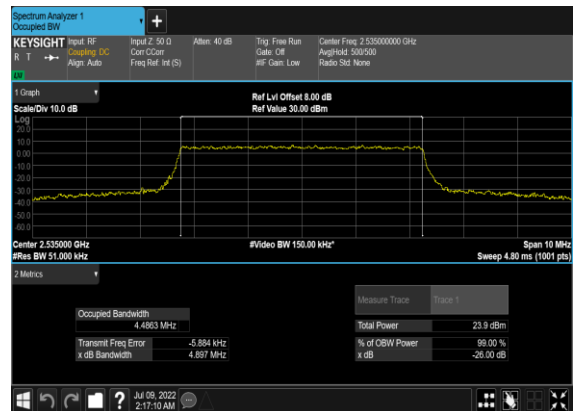 Spectrum Analyzer 1
Occupied BW
KEYSIGHT
R T
LW
Input: RF
Coupling: DC
Align: Auto
Input Z: 50 Ω
Corr CCorr
Freq Ref: Int (S)
Atten: 40 dB
Trig: Free Run
Gate: Off
#IF Gain: Low
Center Freq: 2.535000000 GHz
Avg|Hold: 500/500
Radio Std: None
1 Graph
Scale/Div 10.0 dB
Ref Lvl Offset 8.00 dB
Ref Value 30.00 dBm
Log
20.0
10.0
0.00
-10.0
-20.0
-30.0
-40.0
-50.0
-60.0
Center 2.535000 GHz
#Res BW 51.000 kHz
#Video BW 150.00 kHz*
Span 10 MHz
Sweep 4.80 ms (1001 pts)
2 Metrics
Measure Trace Trace 1
Occupied Bandwidth
4.4863 MHz
Total Power 23.9 dBm
Transmit Freq Error -5.884 kHz
% of OBW Power 99.00 %
x dB Bandwidth 4.897 MHz
x dB -26.00 dB
Jul 09, 2022
2:17:10 AM